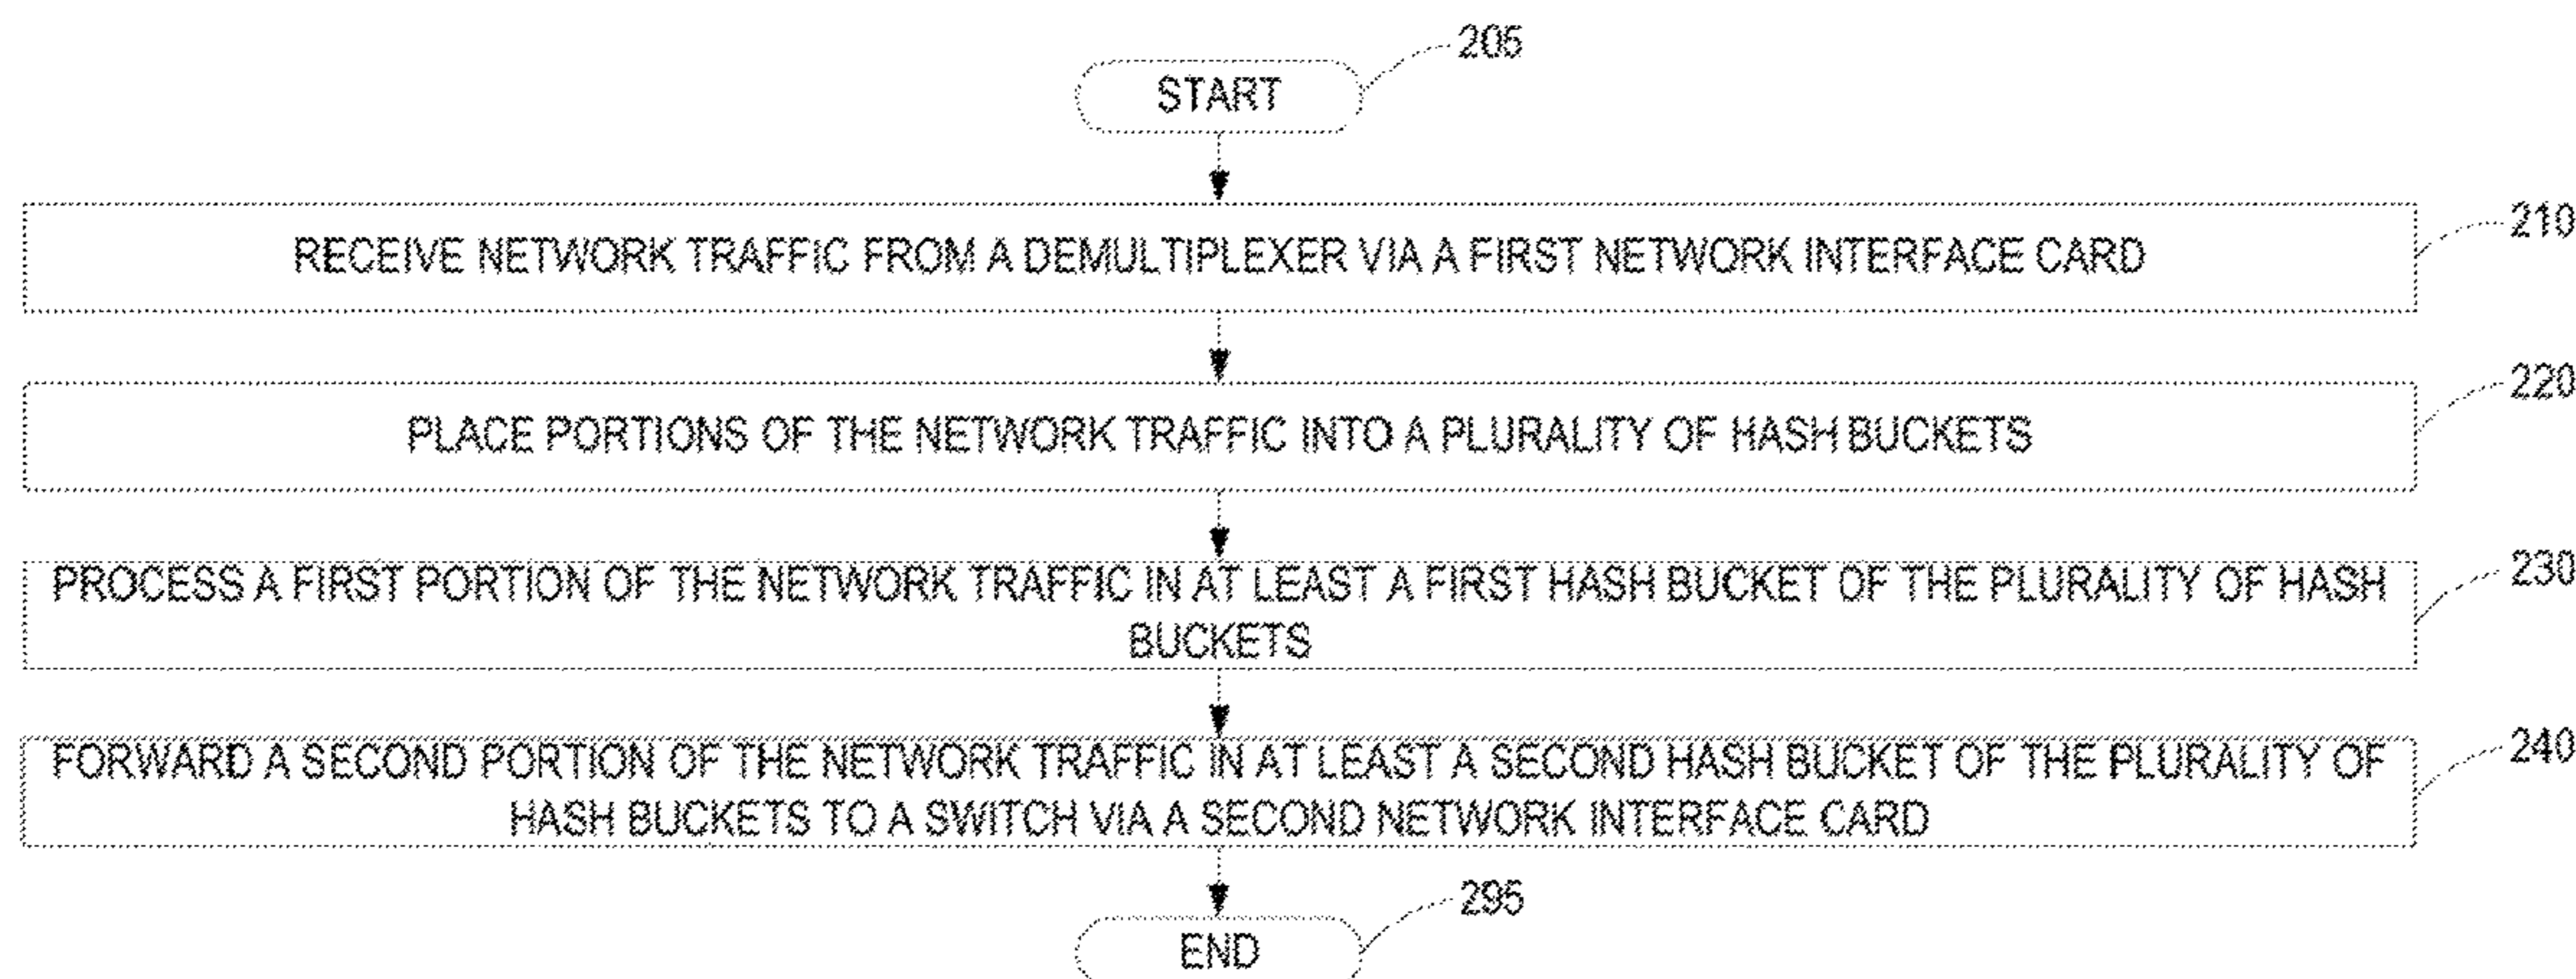 205
START
210
RECEIVE NETWORK TRAFFIC FROM A DEMULTIPLEXER VIA A FIRST NETWORK INTERFACE CARD
220
PLACE PORTIONS OF THE NETWORK TRAFFIC INTO A PLURALITY OF HASH BUCKETS
230
PROCESS A FIRST PORTION OF THE NETWORK TRAFFIC IN AT LEAST A FIRST HASH BUCKET OF THE PLURALITY OF HASH
BUCKETS
240
FORWARD A SECOND PORTION OF THE NETWORK TRAFFIC IN AT LEAST A SECOND HASH BUCKET OF THE PLURALITY OF
HASH BUCKETS TO A SWITCH VIA A SECOND NETWORK INTERFACE CARD
295
END